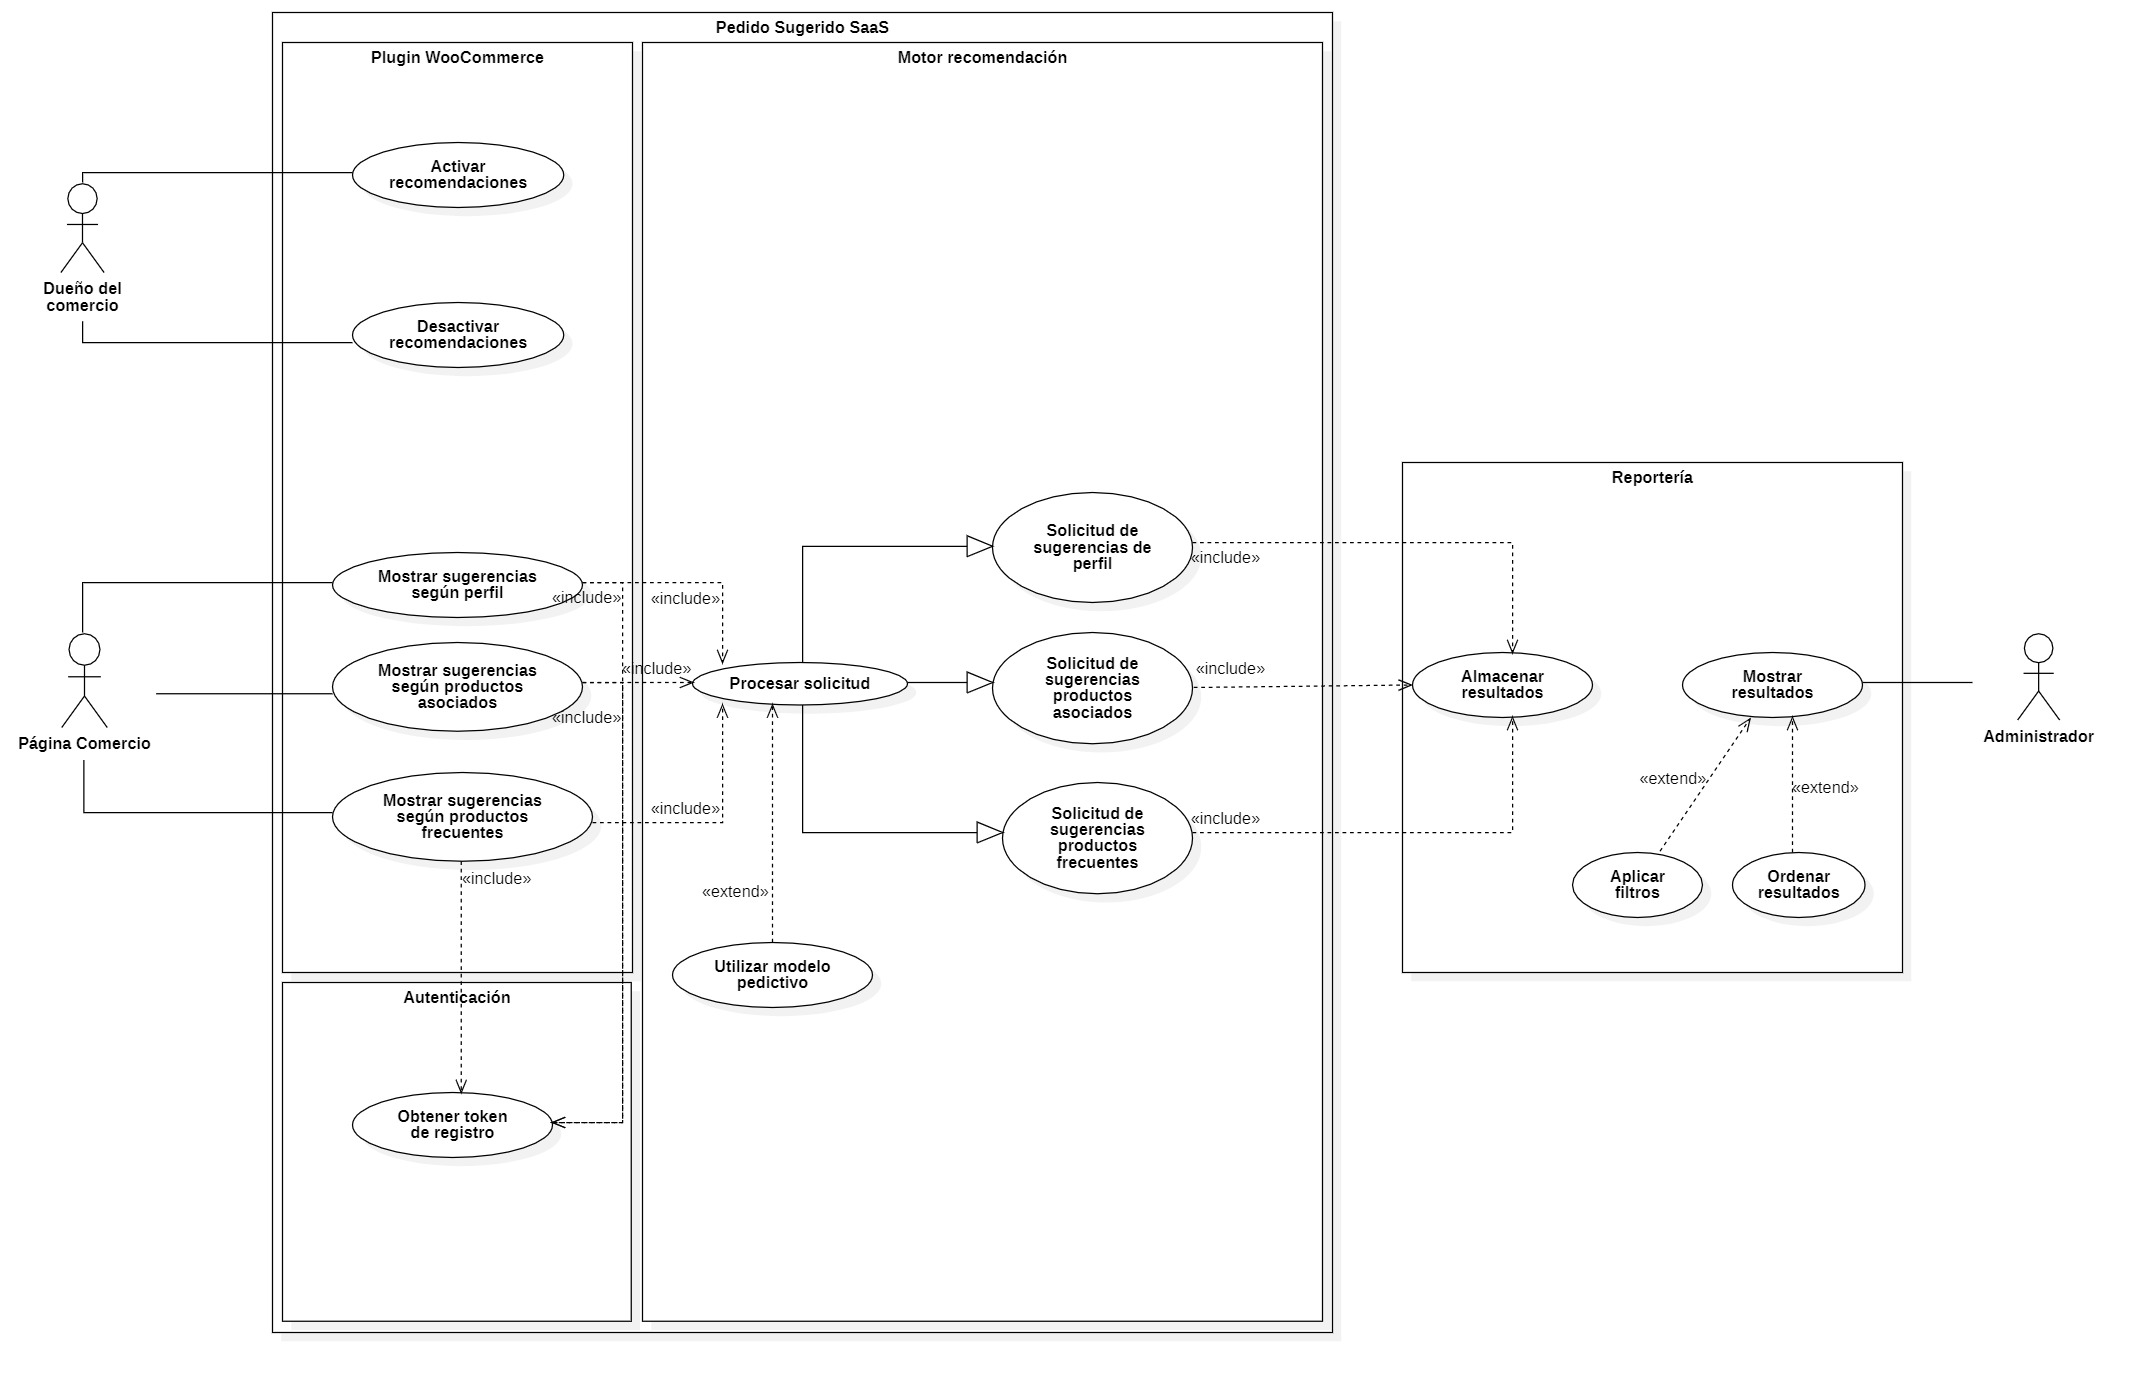 Pedido Sugerido SaaS
Plugin WooCommerce
Motor recomendación
Activar
recomendaciones
Dueño del
comercio
Desactivar
recomendaciones
Reportería
Solicitud de
sugerencias de
perfil
«include»
Mostrar sugerencias
según perfil
«include»
«include»
Mostrar sugerencias
según productos
asociados
«include»
«include»
Página Comercio
Procesar solicitud
Solicitud de
sugerencias
productos
asociados
«include»
Almacenar
resultados
Mostrar
resultados
Administrador
Mostrar sugerencias
según productos
frecuentes
«include»
«include»
Solicitud de
sugerencias
productos
frecuentes
«include»
«extend»
«extend»
«extend»
Aplicar
filtros
Ordenar
resultados
Utilizar modelo
pedictivo
Autenticación
Obtener token
de registro